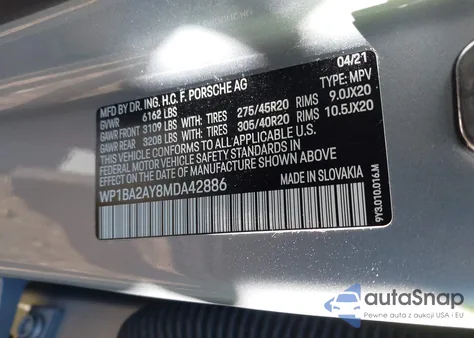 04/21
MFD BY DR. ING. H.C. F. PORSCHE AG TYPE: MPV
GVWR 6162 LBS
GAWR FRONT 3109 LBS WITH: TIRES 275/45R20 RIMS 9.0JX20
GAWR REAR 3208 LBS WITH: TIRES 305/40R20 RIMS 10.5JX20
THIS VEHICLE CONFORMS TO ALL APPLICABLE U.S.
FEDERAL MOTOR VEHICLE SAFETY STANDARDS IN
EFFECT ON THE DATE OF MANUFACTURE SHOWN ABOVE.
WP1BA2AY8MDA42886 MADE IN SLOVAKIA
9Y3.010.016.M
autoSnap
Pewne auta z aukcji USA i EU